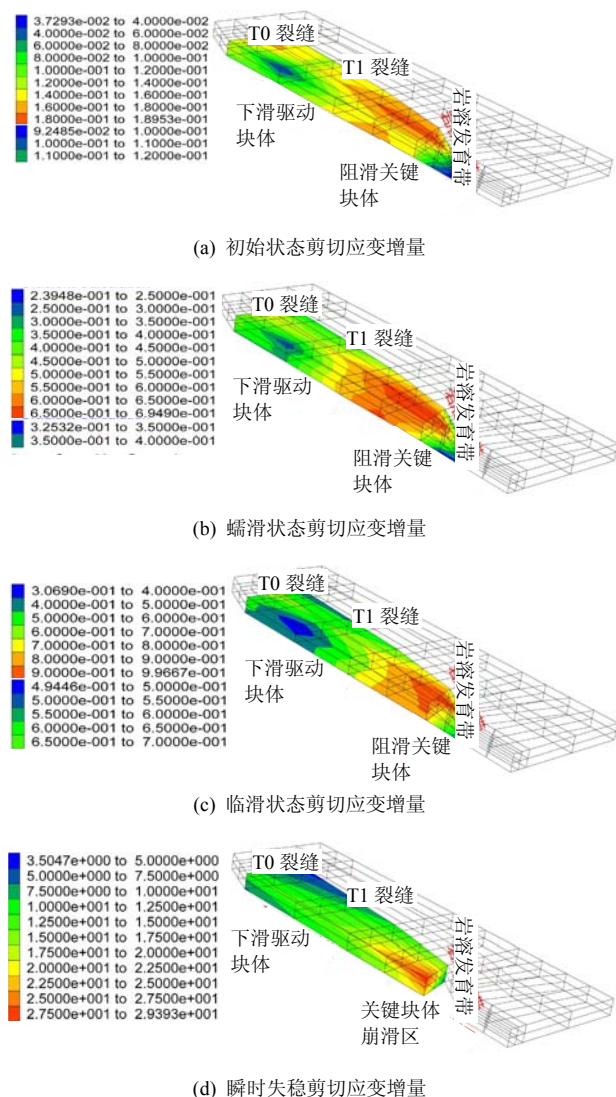 3.7293e-002 to 4.0000e-002
4.0000e-002 to 6.0000e-002
6.0000e-002 to 8.0000e-002
8.0000e-002 to 1.0000e-001
1.0000e-001 to 1.2000e-001
1.2000e-001 to 1.4000e-001
1.4000e-001 to 1.6000e-001
1.6000e-001 to 1.8000e-001
1.8000e-001 to 1.8953e-001
9.2485e-002 to 1.0000e-001
1.0000e-001 to 1.1000e-001
1.1000e-001 to 1.2000e-001
T0 裂缝
T1 裂缝
下滑驱动
块体
阻滑关键
块体
岩溶发育带
(a) 初始状态剪切应变增量
2.3948e-001 to 2.5000e-001
2.5000e-001 to 3.0000e-001
3.0000e-001 to 3.5000e-001
3.5000e-001 to 4.0000e-001
4.0000e-001 to 4.5000e-001
4.5000e-001 to 5.0000e-001
5.0000e-001 to 5.5000e-001
5.5000e-001 to 6.0000e-001
6.0000e-001 to 6.5000e-001
6.5000e-001 to 6.9490e-001
3.2532e-001 to 3.5000e-001
3.5000e-001 to 4.0000e-001
T0 裂缝
T1 裂缝
下滑驱动
块体
阻滑关键
块体
岩溶发育带
(b) 蠕滑状态剪切应变增量
3.0690e-001 to 4.0000e-001
4.0000e-001 to 5.0000e-001
5.0000e-001 to 6.0000e-001
6.0000e-001 to 7.0000e-001
7.0000e-001 to 8.0000e-001
8.0000e-001 to 9.0000e-001
9.0000e-001 to 9.9667e-001
4.9446e-001 to 5.0000e-001
5.0000e-001 to 5.5000e-001
5.5000e-001 to 6.0000e-001
6.0000e-001 to 6.5000e-001
6.5000e-001 to 7.0000e-001
T0 裂缝
T1 裂缝
下滑驱动
块体
阻滑关键
块体
岩溶发育带
(c) 临滑状态剪切应变增量
3.5047e+000 to 5.0000e+000
5.0000e+000 to 7.5000e+000
7.5000e+000 to 1.0000e+001
1.0000e+001 to 1.2500e+001
1.2500e+001 to 1.5000e+001
1.5000e+001 to 1.7500e+001
1.7500e+001 to 2.0000e+001
2.0000e+001 to 2.2500e+001
2.2500e+001 to 2.5000e+001
2.5000e+001 to 2.7500e+001
2.7500e+001 to 2.9393e+001
T0 裂缝
T1 裂缝
下滑驱动
块体
关键块体
崩滑区
岩溶发育带
(d) 瞬时失稳剪切应变增量